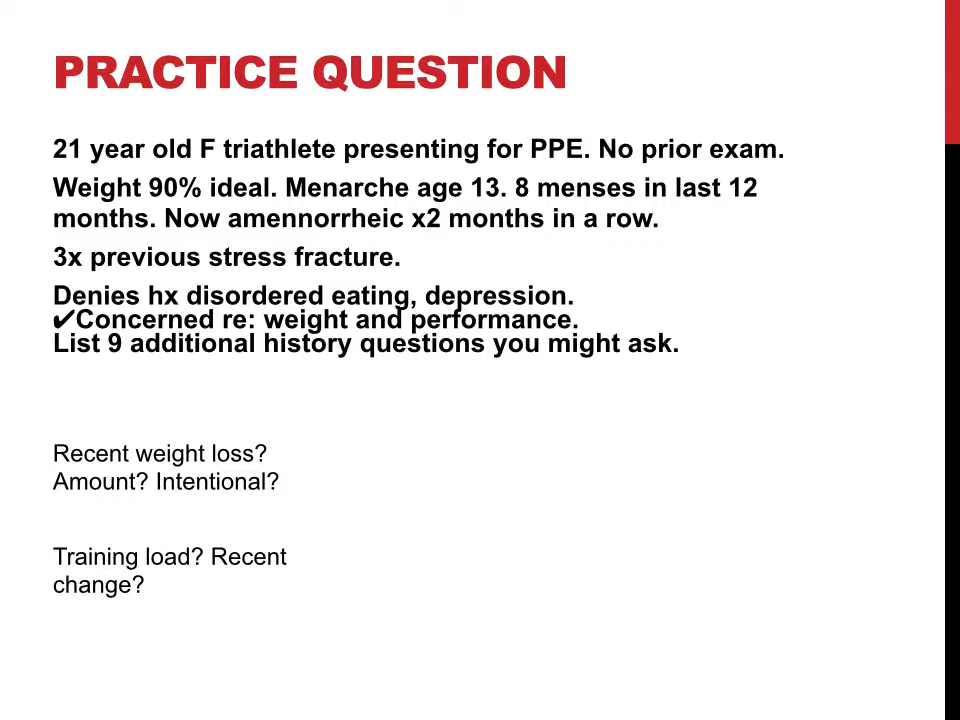 PRACTICE QUESTION
21 year old F triathlete presenting for PPE. No prior exam.
Weight 90% ideal. Menarche age 13. 8 menses in last 12
months. Now amennorrheic x2 months in a row.
3x previous stress fracture.
Denies hx disordered eating, depression.
✔Concerned re: weight and performance.
List 9 additional history questions you might ask.
Recent weight loss?
Amount? Intentional?
Training load? Recent
change?